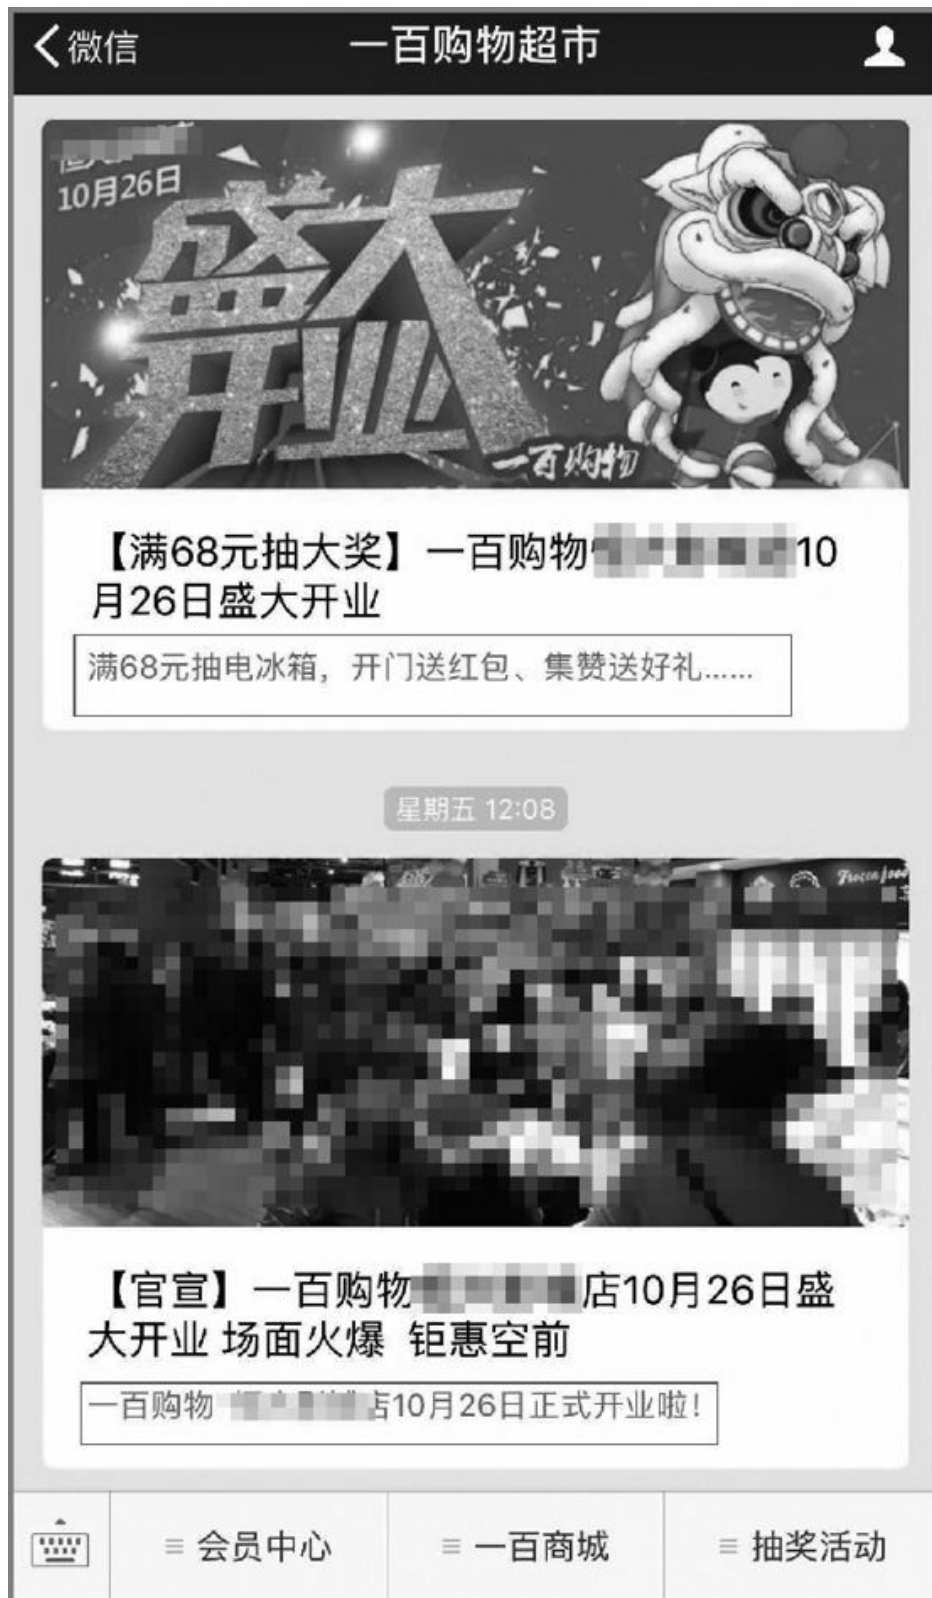 微信
一百购物超市
10月26日
盛大
开业
一百购物
【满68元抽大奖】一百购物 10
月26日盛大开业
满68元抽电冰箱，开门送红包、集赞送好礼……
星期五 12:08
Frozen food
【官宣】一百购物 店10月26日盛
大开业 场面火爆 钜惠空前
一百购物 店10月26日正式开业啦！
会员中心
一百商城
抽奖活动